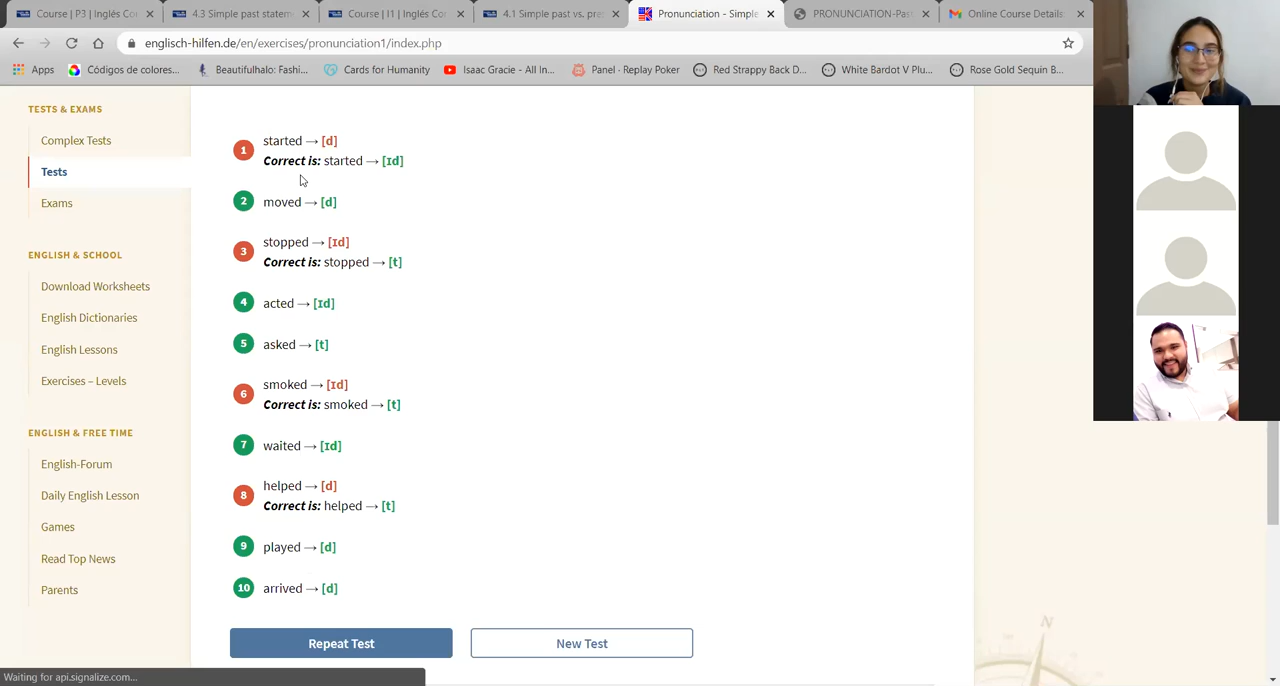 Course | P3 | Inglés Co
4.3 Simple past statem
Course | I1 | Inglés Con
4.1 Simple past vs. pre
Pronunciation - Simple
PRONUNCIATION-Pas
Online Course Details:
englisch-hilfen.de/en/exercises/pronunciation1/index.php
Apps
Códigos de colores...
Beautifulhalo: Fashi...
Cards for Humanity
Isaac Gracie - All In...
Panel · Replay Poker
Red Strappy Back D...
White Bardot V Plu...
Rose Gold Sequin B...
TESTS & EXAMS
Complex Tests
Tests
Exams
ENGLISH & SCHOOL
Download Worksheets
English Dictionaries
English Lessons
Exercises – Levels
ENGLISH & FREE TIME
English-Forum
Daily English Lesson
Games
Read Top News
Parents
1 started → [d]
Correct is: started → [ɪd]
2 moved → [d]
3 stopped → [ɪd]
Correct is: stopped → [t]
4 acted → [ɪd]
5 asked → [t]
6 smoked → [ɪd]
Correct is: smoked → [t]
7 waited → [ɪd]
8 helped → [d]
Correct is: helped → [t]
9 played → [d]
10 arrived → [d]
Repeat Test
New Test
N
Waiting for api.signalize.com...